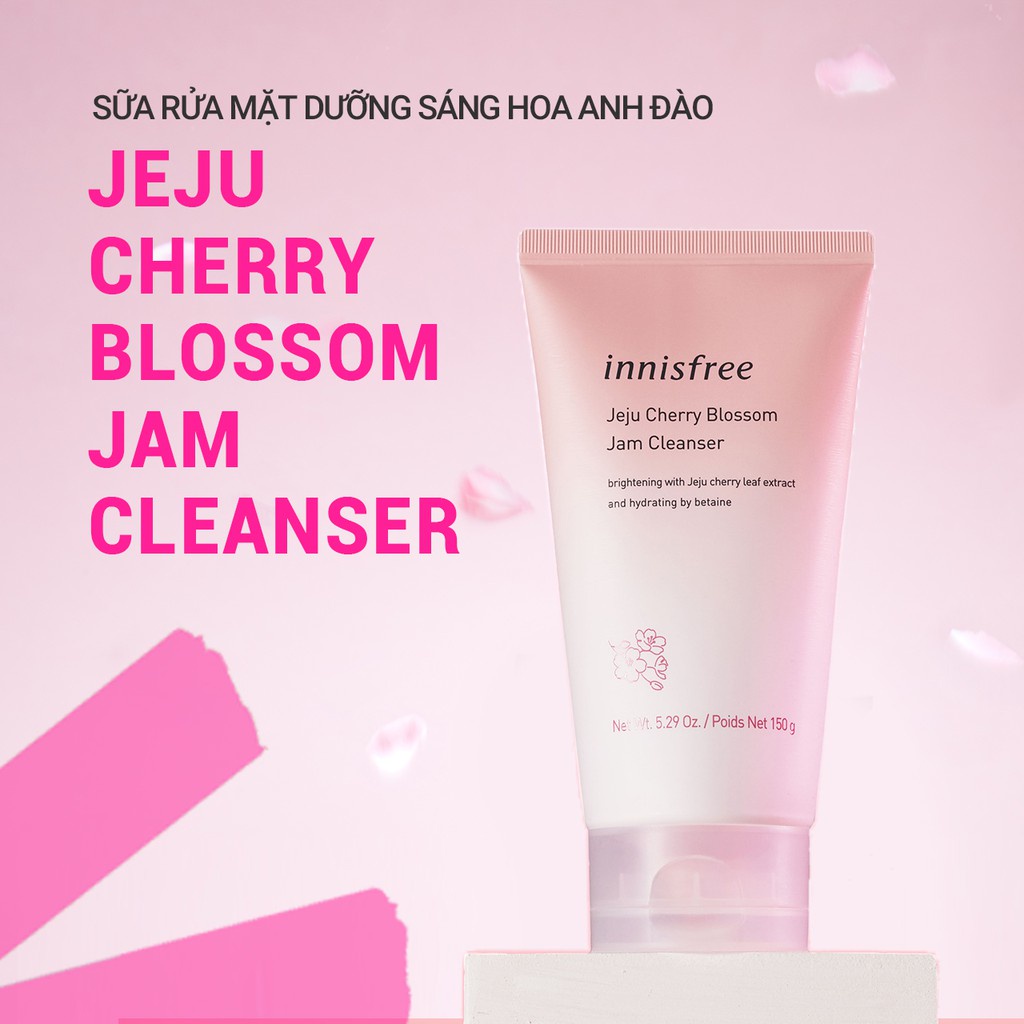 SỮA RỬA MẶT DƯỠNG SÁNG HOA ANH ĐÀO
JEJU
CHERRY
BLOSSOM
JAM
CLEANSER
innisfree
Jeju Cherry Blossom
Jam Cleanser
brightening with Jeju cherry leaf extract
and hydrating by betaine
Net Wt. 5.29 Oz. / Poids Net 150 g